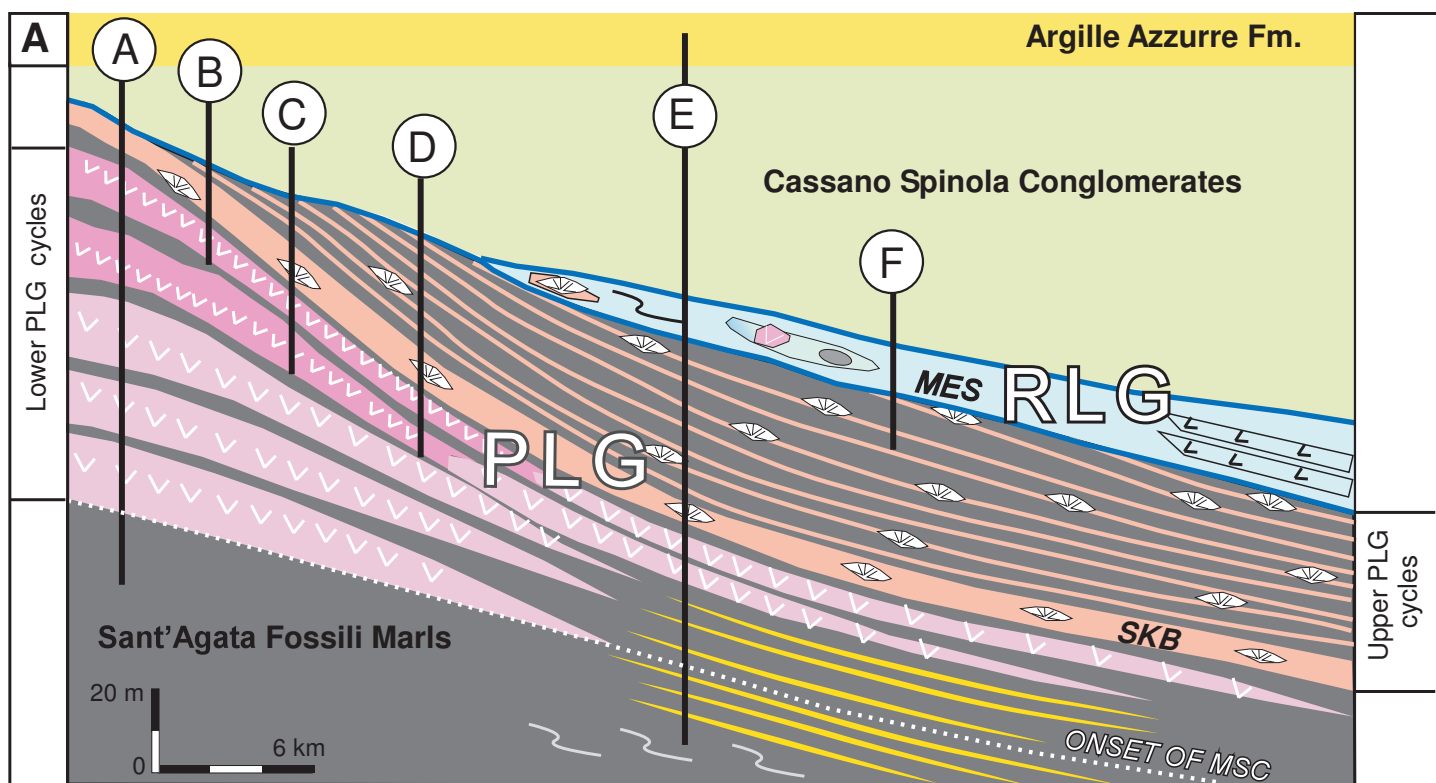 A
Argille Azzurre Fm.
A
B
C
D
E
F
Cassano Spinola Conglomerates
Lower PLG cycles
MES
RLG
PLG
SKB
Upper PLG
cycles
Sant'Agata Fossili Marls
20 m
0
6 km
ONSET OF MSC